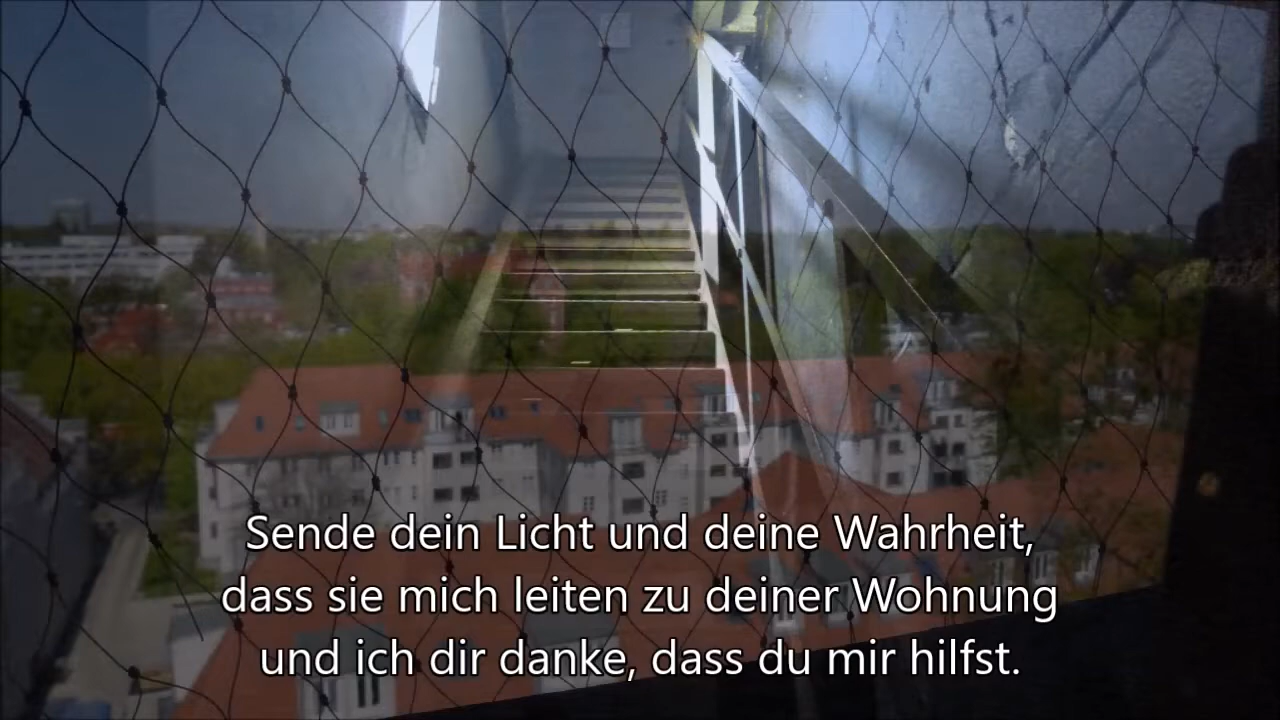 Sende dein Licht und deine Wahrheit,
dass sie mich leiten zu deiner Wohnung
und ich dir danke, dass du mir hilfst.